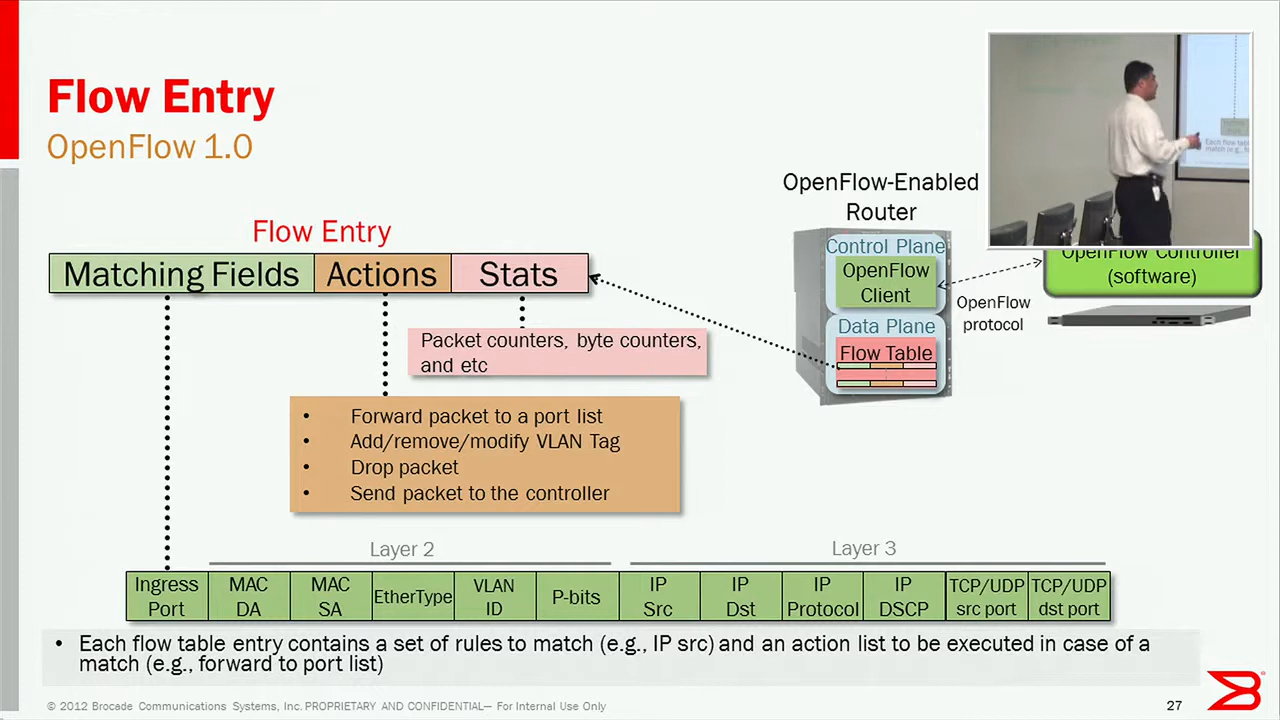 Flow Entry
OpenFlow 1.0
Flow Entry
Matching Fields
Actions
Stats
Packet counters, byte counters,
and etc
• Forward packet to a port list
• Add/remove/modify VLAN Tag
• Drop packet
• Send packet to the controller
OpenFlow-Enabled
Router
Control Plane
OpenFlow
Client
Data Plane
Flow Table
OpenFlow
protocol
OpenFlow Controller
(software)
Each flow
match (e.g.,
Layer 2
Layer 3
Ingress
Port
MAC
DA
MAC
SA
EtherType
VLAN
ID
P-bits
IP
Src
IP
Dst
IP
Protocol
IP
DSCP
TCP/UDP
src port
TCP/UDP
dst port
• Each flow table entry contains a set of rules to match (e.g., IP src) and an action list to be executed in case of a
match (e.g., forward to port list)
© 2012 Brocade Communications Systems, Inc. PROPRIETARY AND CONFIDENTIAL— For Internal Use Only
27